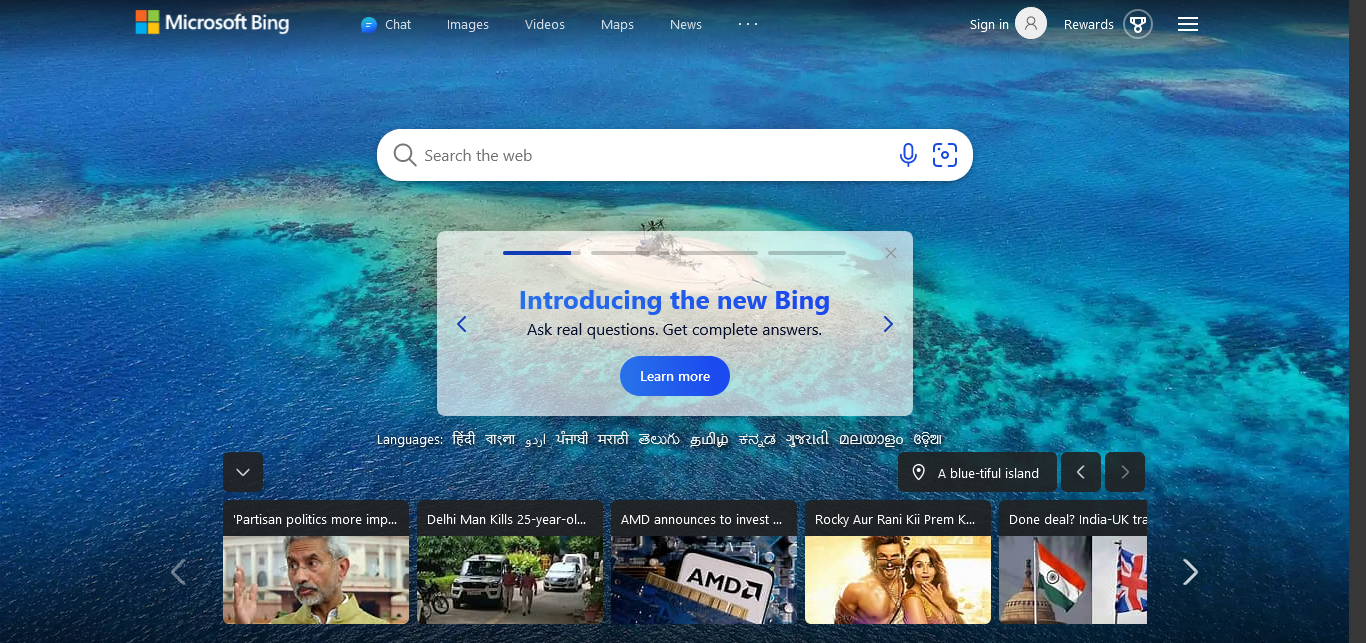 Microsoft Bing
Chat
Images
Videos
Maps
News
Sign in
Rewards
Search the web
Introducing the new Bing
Ask real questions. Get complete answers.
Learn more
Languages: हिंदी বাংলা اردو ਪੰਜਾਬੀ मराठी తెలుగు தமிழ் ಕನ್ನಡ ગુજરાતી മലയാളം ଓଡ଼ିଆ
A blue-tiful island
'Partisan politics more imp...
Delhi Man Kills 25-year-ol...
AMD announces to invest ...
Rocky Aur Rani Kii Prem K...
Done deal? India-UK tra
AMD